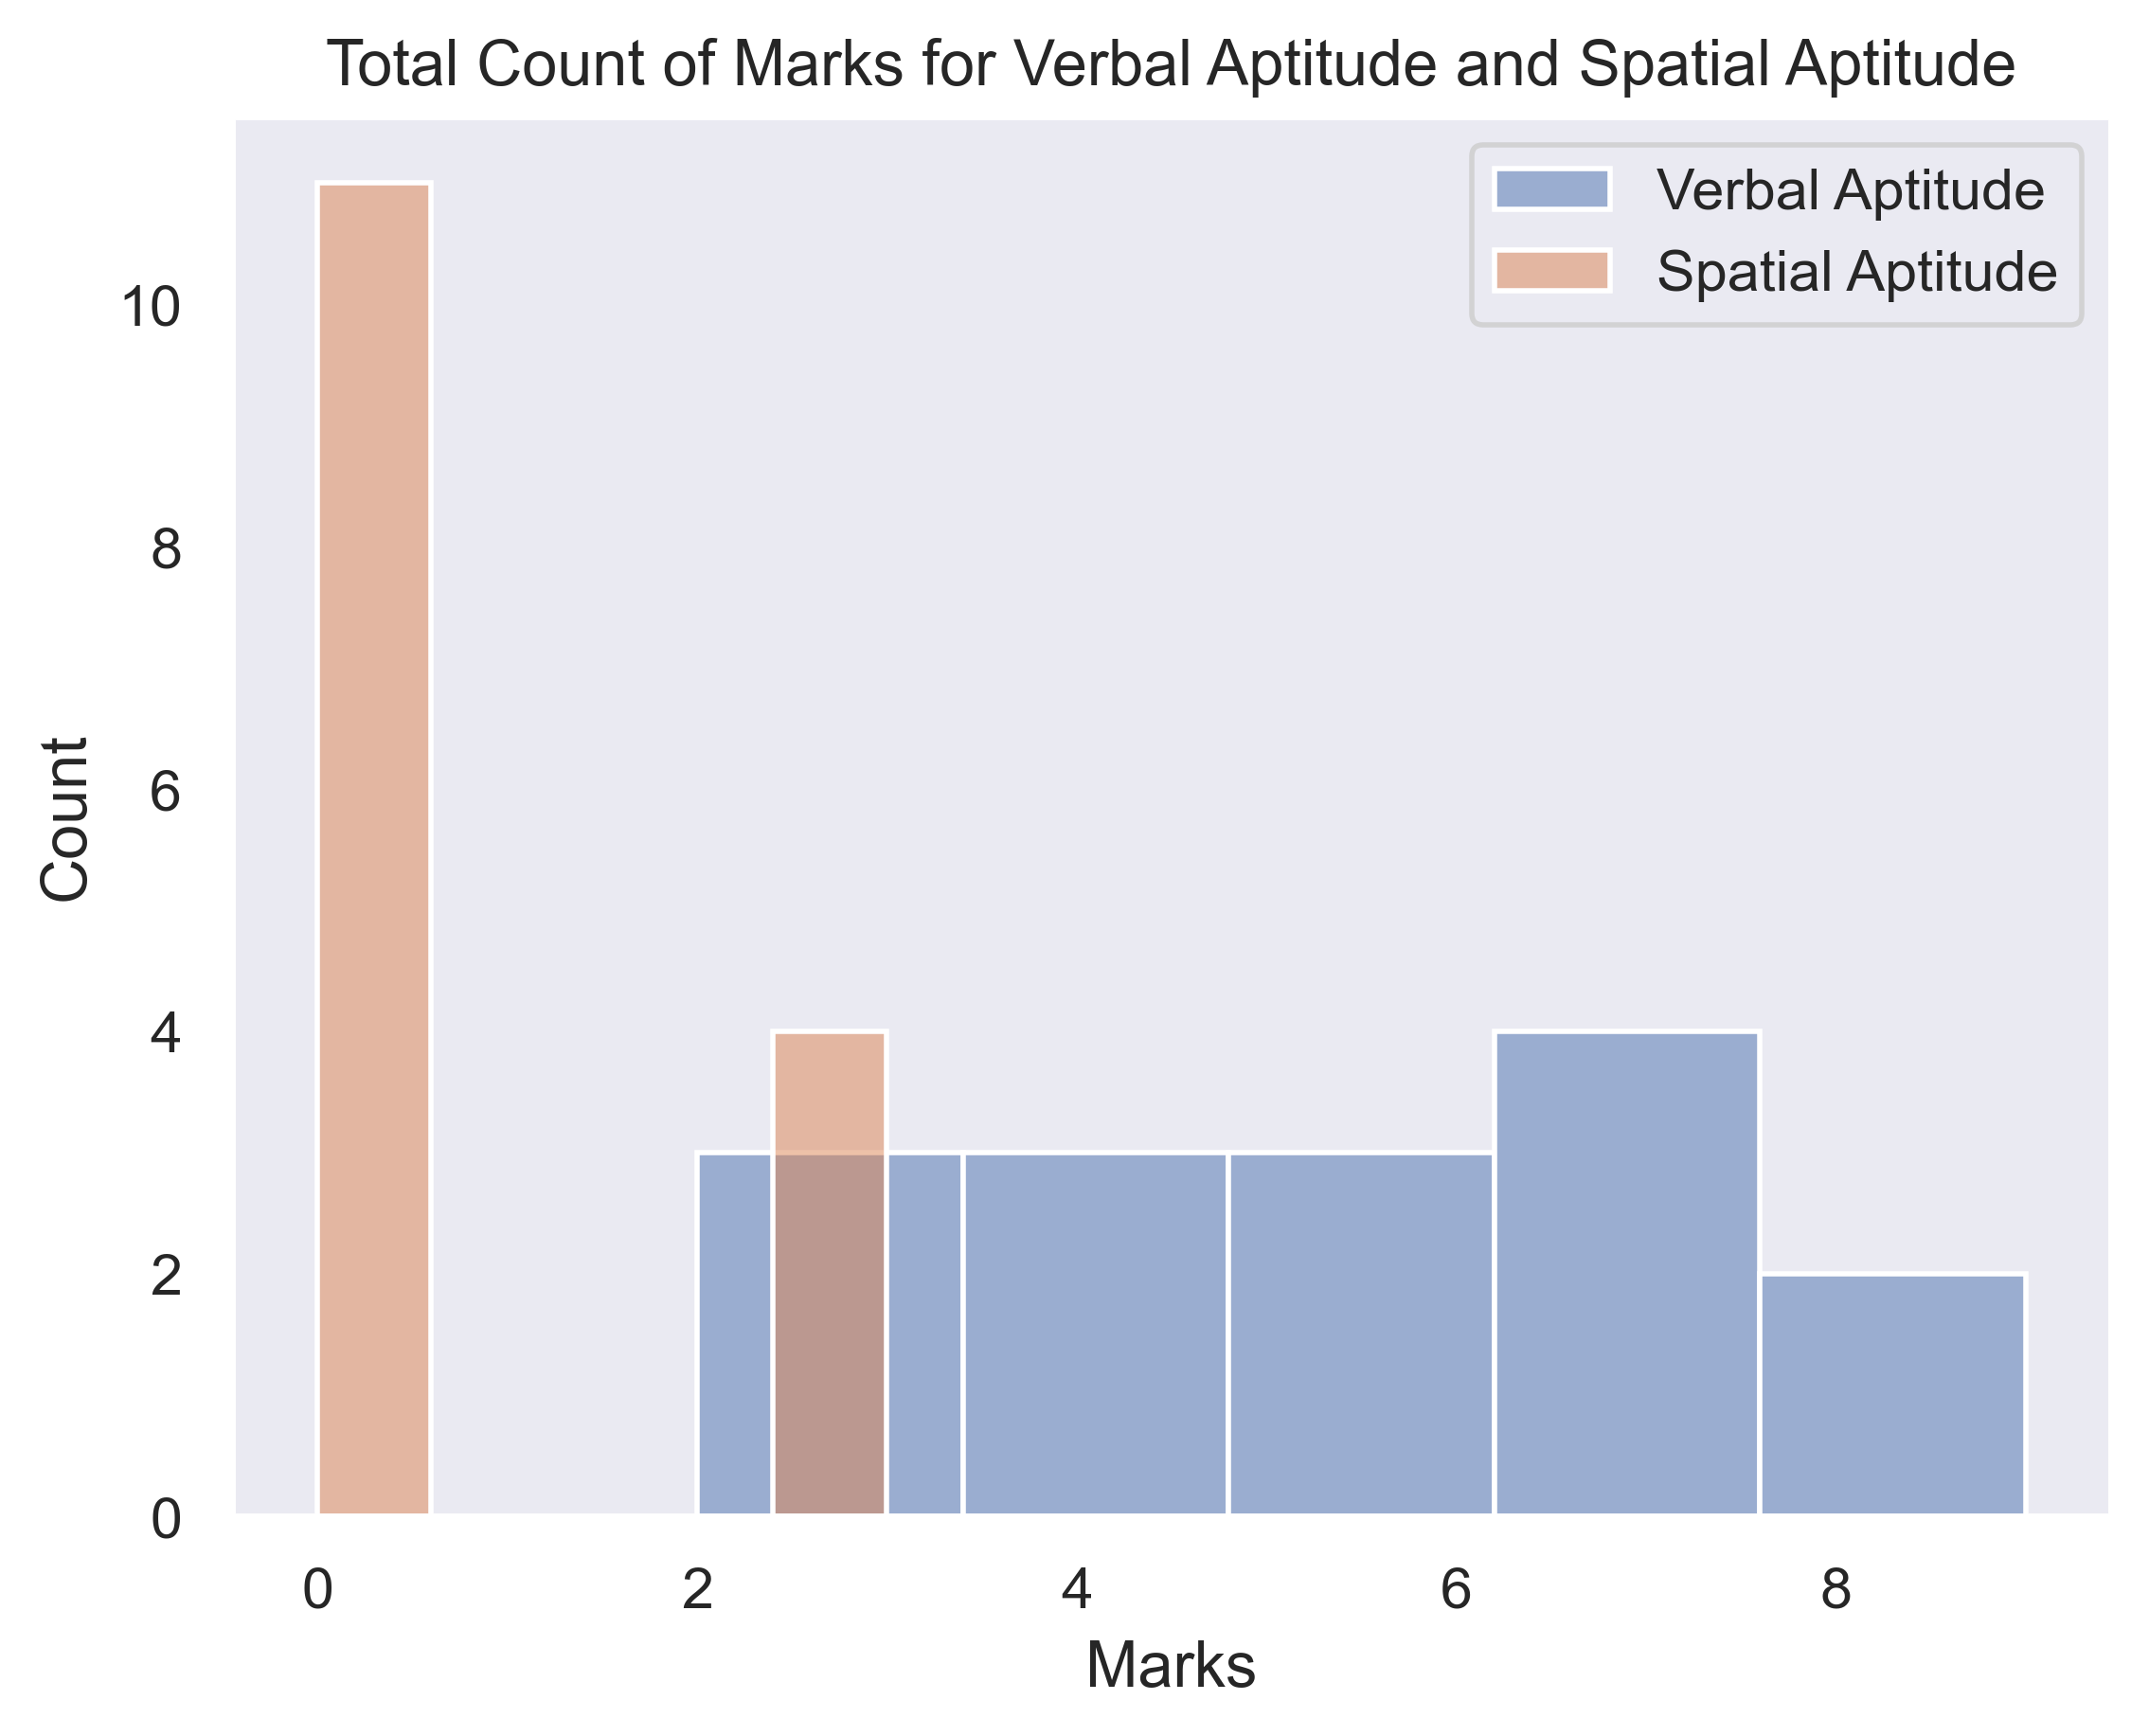 Total Count of Marks for Verbal Aptitude and Spatial Aptitude
Verbal Aptitude
Spatial Aptitude
10
8
6
4
2
0
Count
0 2 4 6 8
Marks